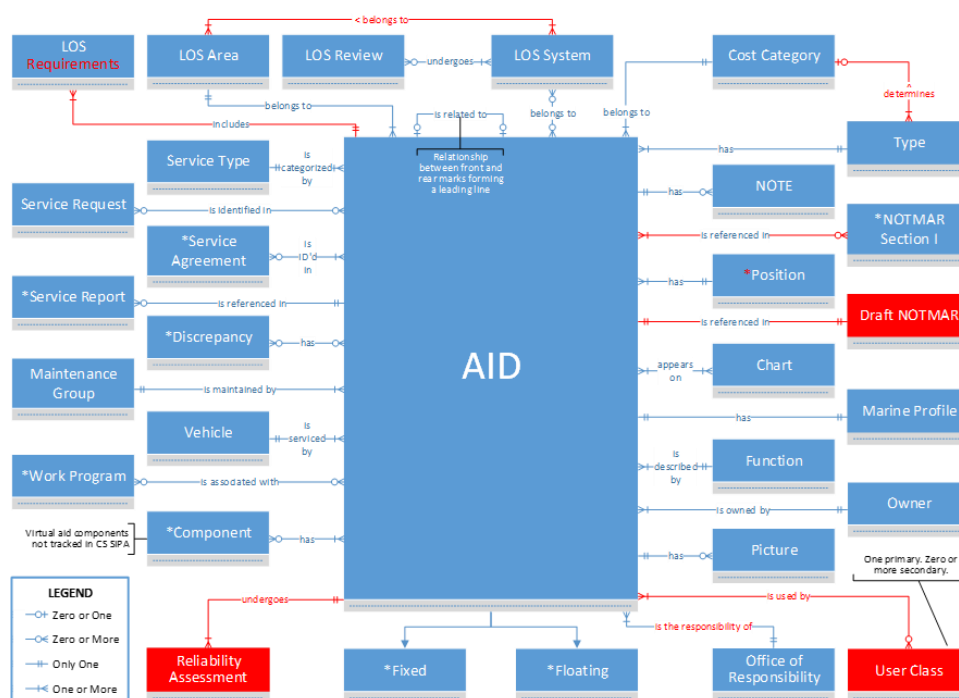 < belongs to
LOS
Requirements
LOS Area
LOS Review
undergoes
LOS System
Cost Category
^
determines
belongs to
is related to
belongs to
belongs to
includes
Relationship
between front and
rear marks forming
a leading line
Type
has
Service Type
is
categorized
by
NOTE
has
Service Request
is identified in
*NOTMAR
Section I
is referenced in
*Service
Agreement
is
ID'd
in
*Position
has
*Service Report
is referenced in
Draft NOTMAR
is referenced in
*Discrepancy
has
AID
Chart
appears
on
Maintenance
Group
is maintained by
Marine Profile
has
Vehicle
is
serviced
by
Function
is
described
by
*Work Program
is associated with
Owner
is owned by
Virtual aid components
not tracked in CS SIPA
*Component
has
Picture
has
One primary. Zero or
more secondary.
LEGEND
Zero or One
Zero or More
Only One
One or More
undergoes
is used by
is the responsibility of
Reliability
Assessment
*Fixed
*Floating
Office of
Responsibility
User Class